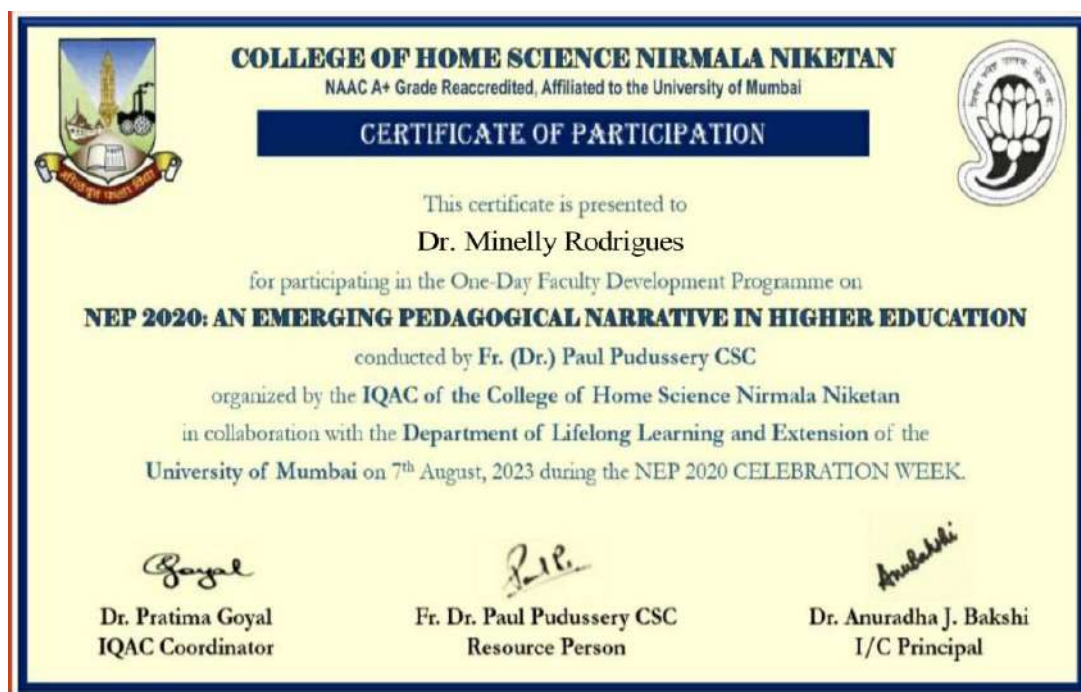 COLLEGE OF HOME SCIENCE NIRMALA NIKETAN
NAAC A+ Grade Reaccredited, Affiliated to the University of Mumbai
CERTIFICATE OF PARTICIPATION
This certificate is presented to
Dr. Minelly Rodrigues
for participating in the One-Day Faculty Development Programme on
NEP 2020: AN EMERGING PEDAGOGICAL NARRATIVE IN HIGHER EDUCATION
conducted by Fr. (Dr.) Paul Pudussery CSC
organized by the IQAC of the College of Home Science Nirmala Niketan
in collaboration with the Department of Lifelong Learning and Extension of the
University of Mumbai on 7th August, 2023 during the NEP 2020 CELEBRATION WEEK.
Goyal
Anubakshi
Dr. Pratima Goyal
IQAC Coordinator
Fr. Dr. Paul Pudussery CSC
Resource Person
Dr. Anuradha J. Bakshi
I/C Principal